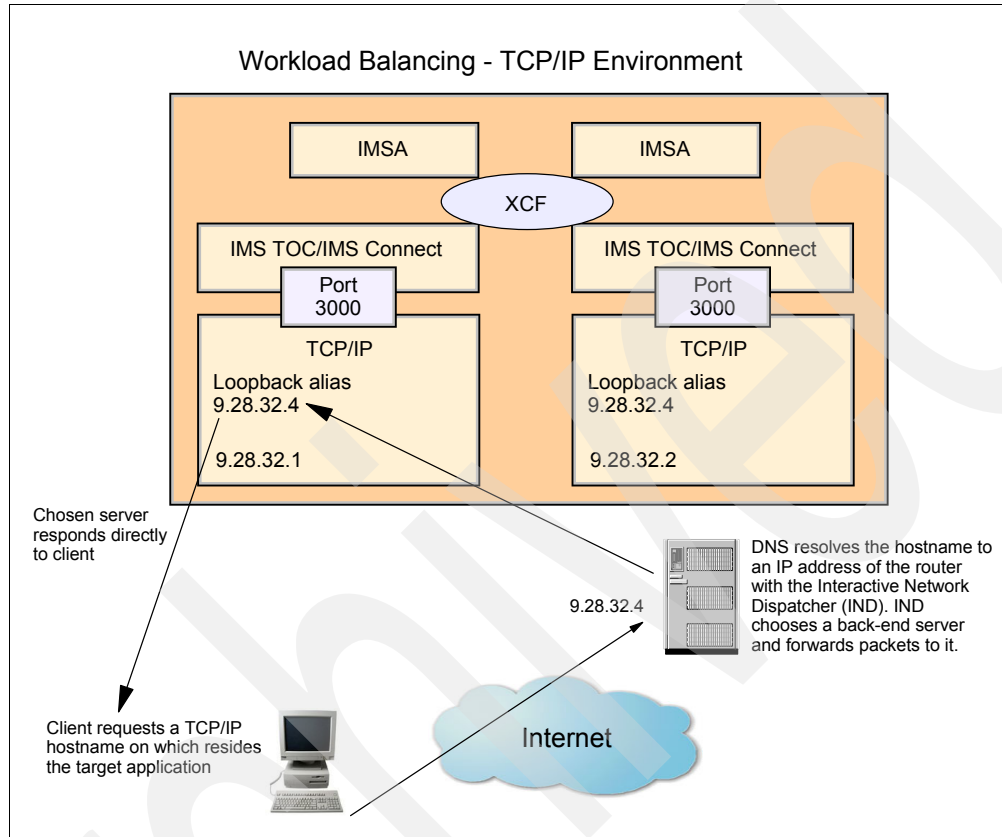 Workload Balancing - TCP/IP Environment
IMSA
IMSA
XCF
IMS TOC/IMS Connect
IMS TOC/IMS Connect
Port
3000
Port
3000
TCP/IP
TCP/IP
Loopback alias
9.28.32.4
Loopback alias
9.28.32.4
9.28.32.1
9.28.32.2
Chosen server
responds directly
to client
DNS resolves the hostname to
an IP address of the router
with the Interactive Network
Dispatcher (IND). IND
chooses a back-end server
and forwards packets to it.
9.28.32.4
Client requests a TCP/IP
hostname on which resides
the target application
Internet